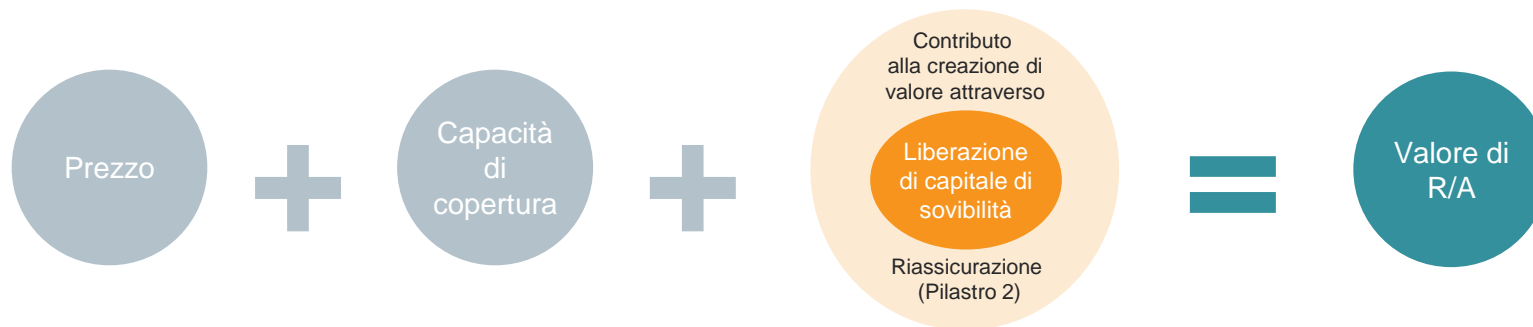 Prezzo
Capacità
di
copertura
Contributo
alla creazione di
valore attraverso
Liberazione
di capitale di
sovibilità
Riassicurazione
(Pilastro 2)
Valore di
R/A